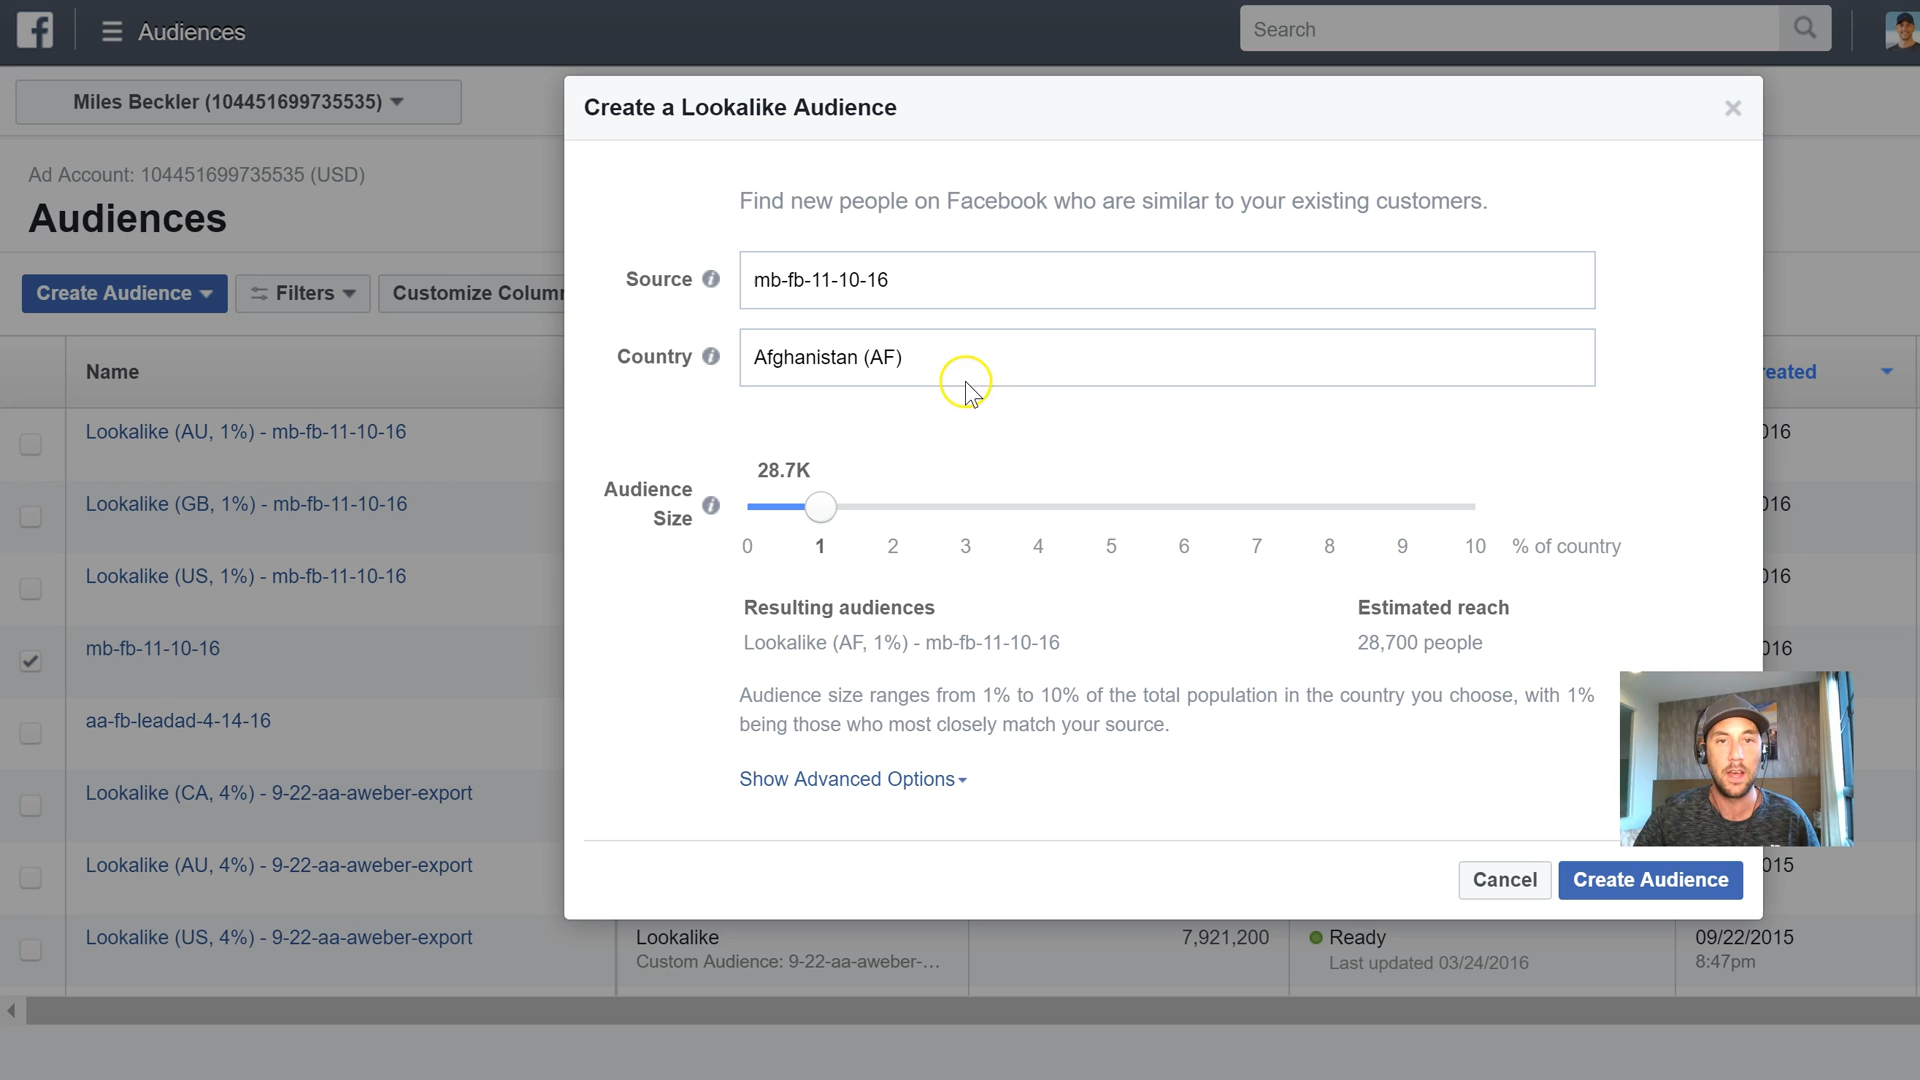 Audiences
Search
Miles Beckler (104451699735535)
Ad Account: 104451699735535 (USD)
Audiences
Create Audience
Filters
Customize Colum
Name
reated
Lookalike (AU, 1%) - mb-fb-11-10-16
016
Lookalike (GB, 1%) - mb-fb-11-10-16
016
Lookalike (US, 1%) - mb-fb-11-10-16
016
mb-fb-11-10-16
016
aa-fb-leadad-4-14-16
Lookalike (CA, 4%) - 9-22-aa-aweber-export
Lookalike (AU, 4%) - 9-22-aa-aweber-export
015
Lookalike (US, 4%) - 9-22-aa-aweber-export
Lookalike
Custom Audience: 9-22-aa-aweber-...
7,921,200
Ready
Last updated 03/24/2016
09/22/2015
8:47pm
Create a Lookalike Audience
Find new people on Facebook who are similar to your existing customers.
Source
mb-fb-11-10-16
Country
Afghanistan (AF)
28.7K
Audience
Size
0 1 2 3 4 5 6 7 8 9 10 % of country
Resulting audiences
Estimated reach
Lookalike (AF, 1%) - mb-fb-11-10-16
28,700 people
Audience size ranges from 1% to 10% of the total population in the country you choose, with 1%
being those who most closely match your source.
Show Advanced Options
Cancel
Create Audience